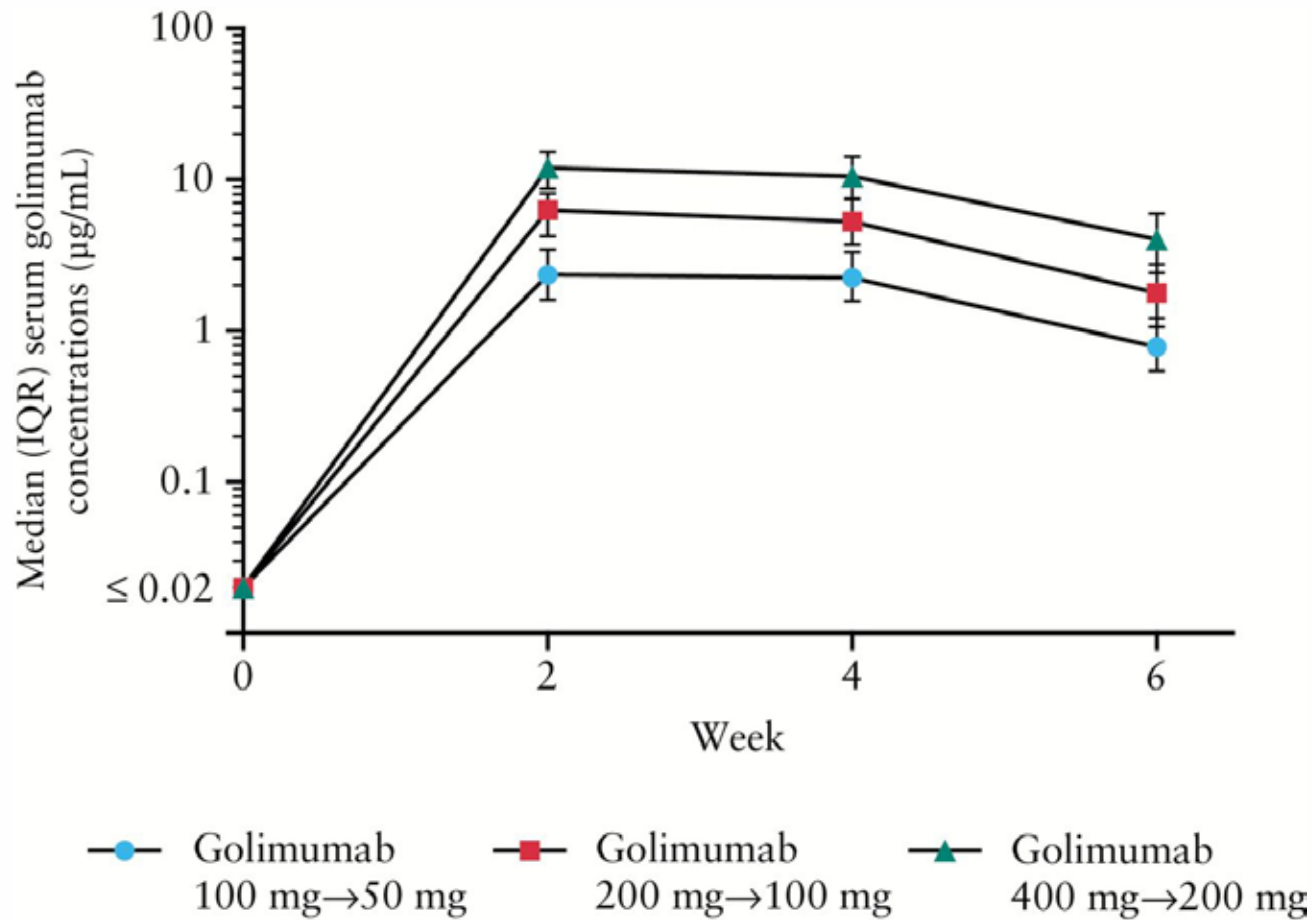 Median (IQR) serum golimumab
concentrations (µg/mL)
100
10
1
0.1
≤ 0.02
0 2 4 6
Week
Golimumab
100 mg→50 mg
Golimumab
200 mg→100 mg
Golimumab
400 mg→200 mg